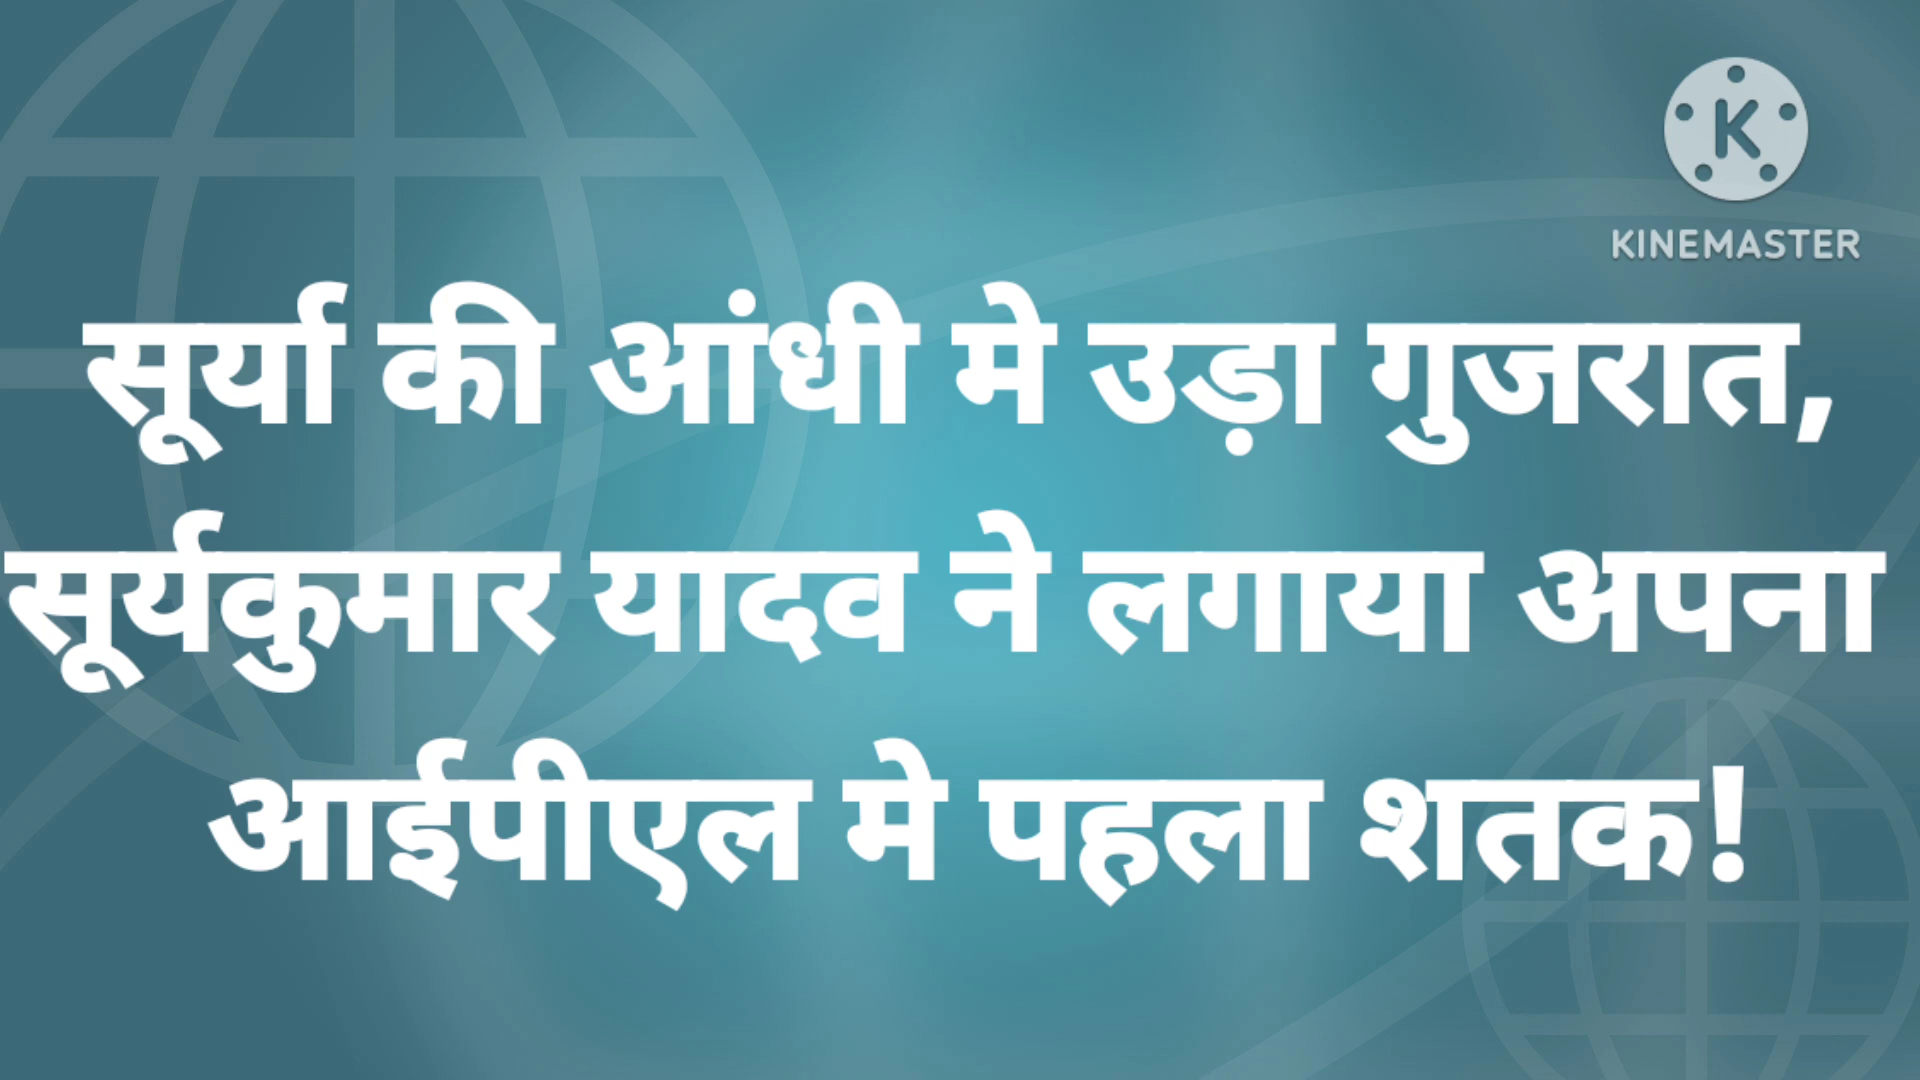 KINEMASTER
सूर्या की आंधी मे उड़ा गुजरात,
सूर्यकुमार यादव ने लगाया अपना
आईपीएल मे पहला शतक!